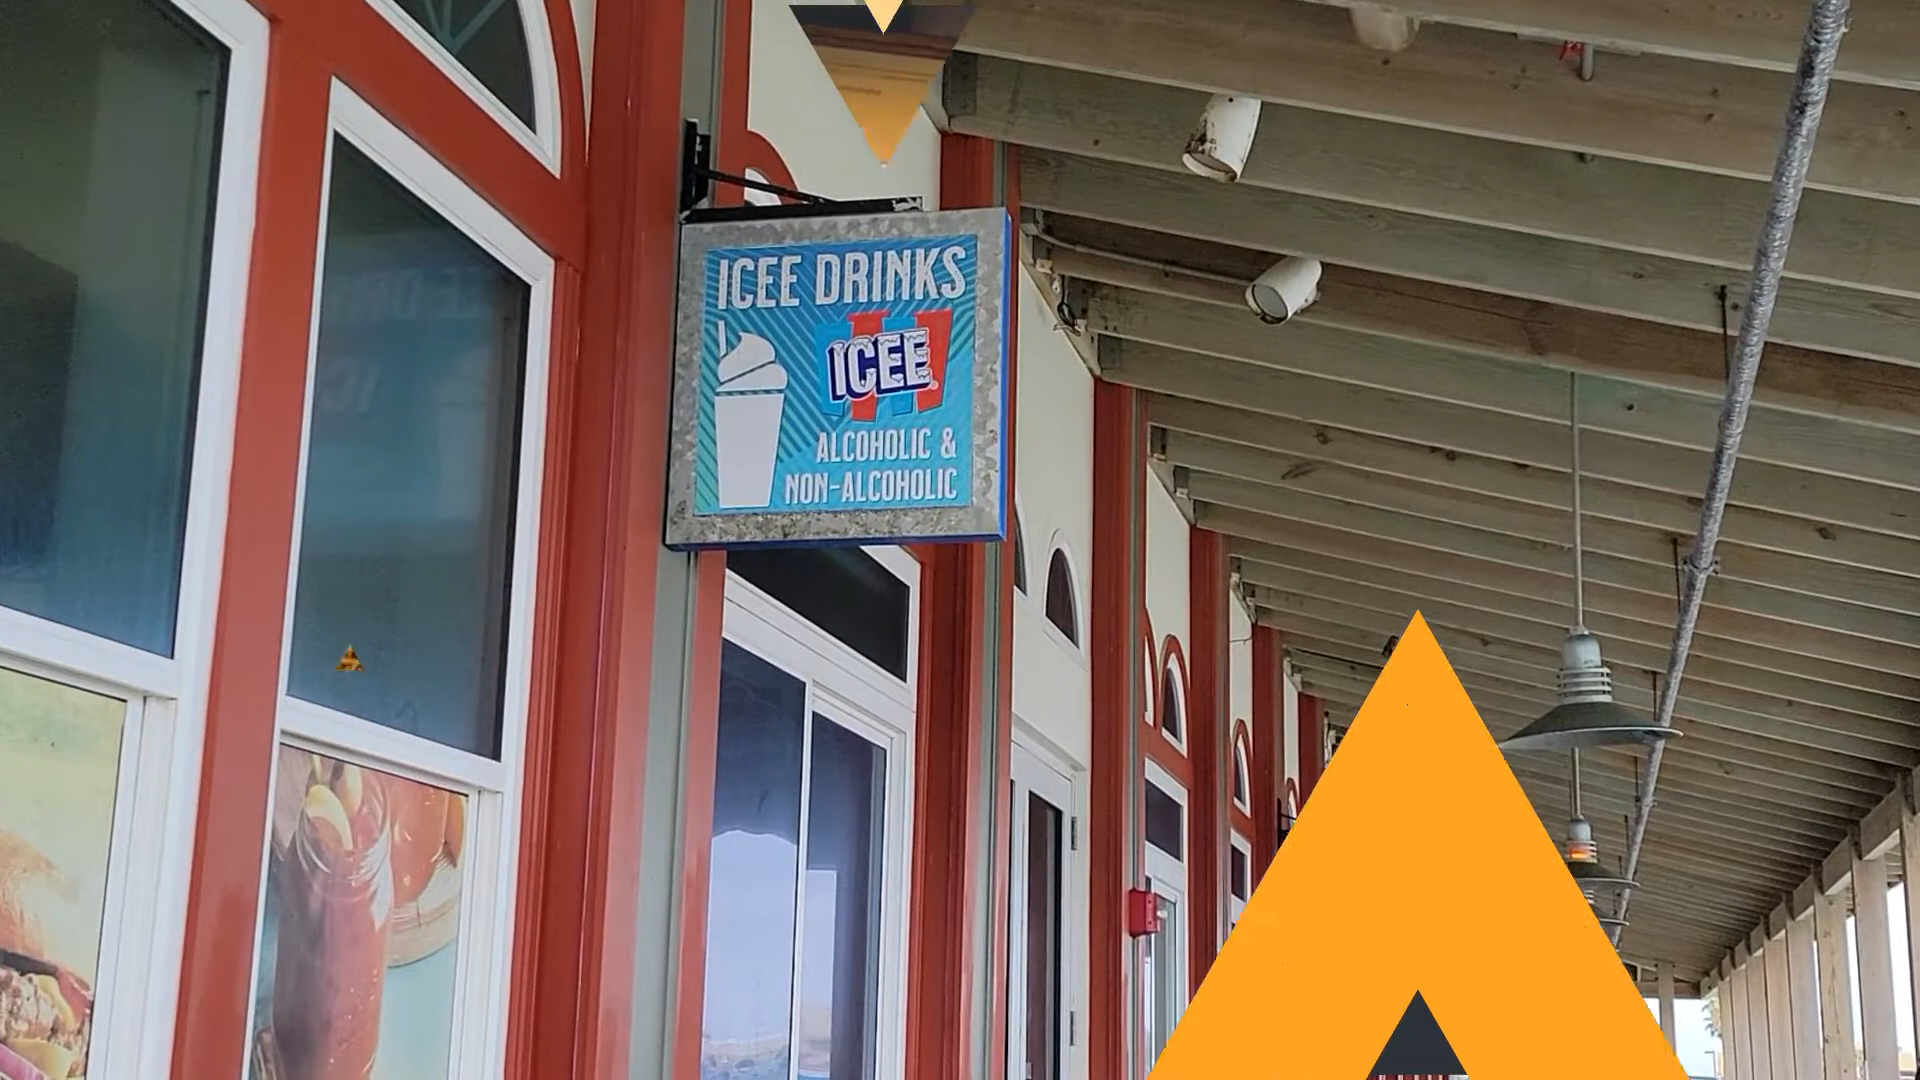 ICEE DRINKS
ICEE
ALCOHOLIC &
NON-ALCOHOLIC